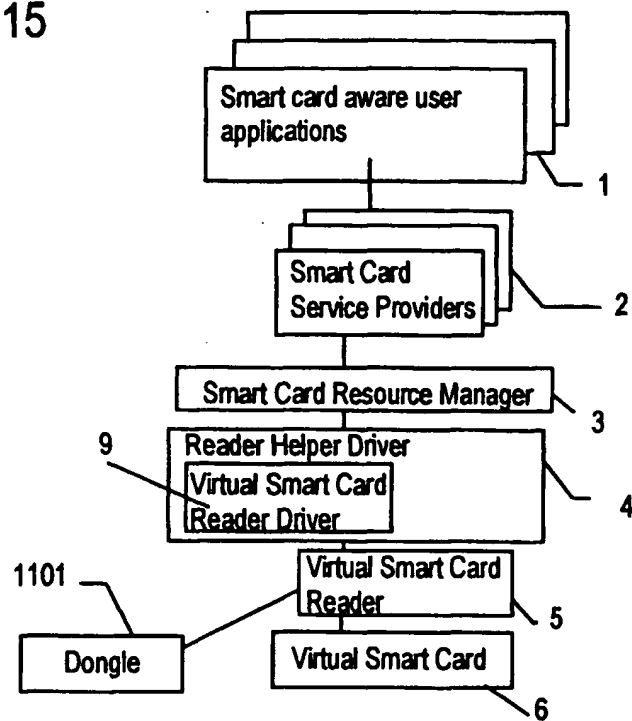 15
Smart card aware user
applications
1
Smart Card
Service Providers
2
Smart Card Resource Manager
3
Reader Helper Driver
9
Virtual Smart Card
Reader Driver
4
1101
Virtual Smart Card
Reader
5
Dongle
Virtual Smart Card
6